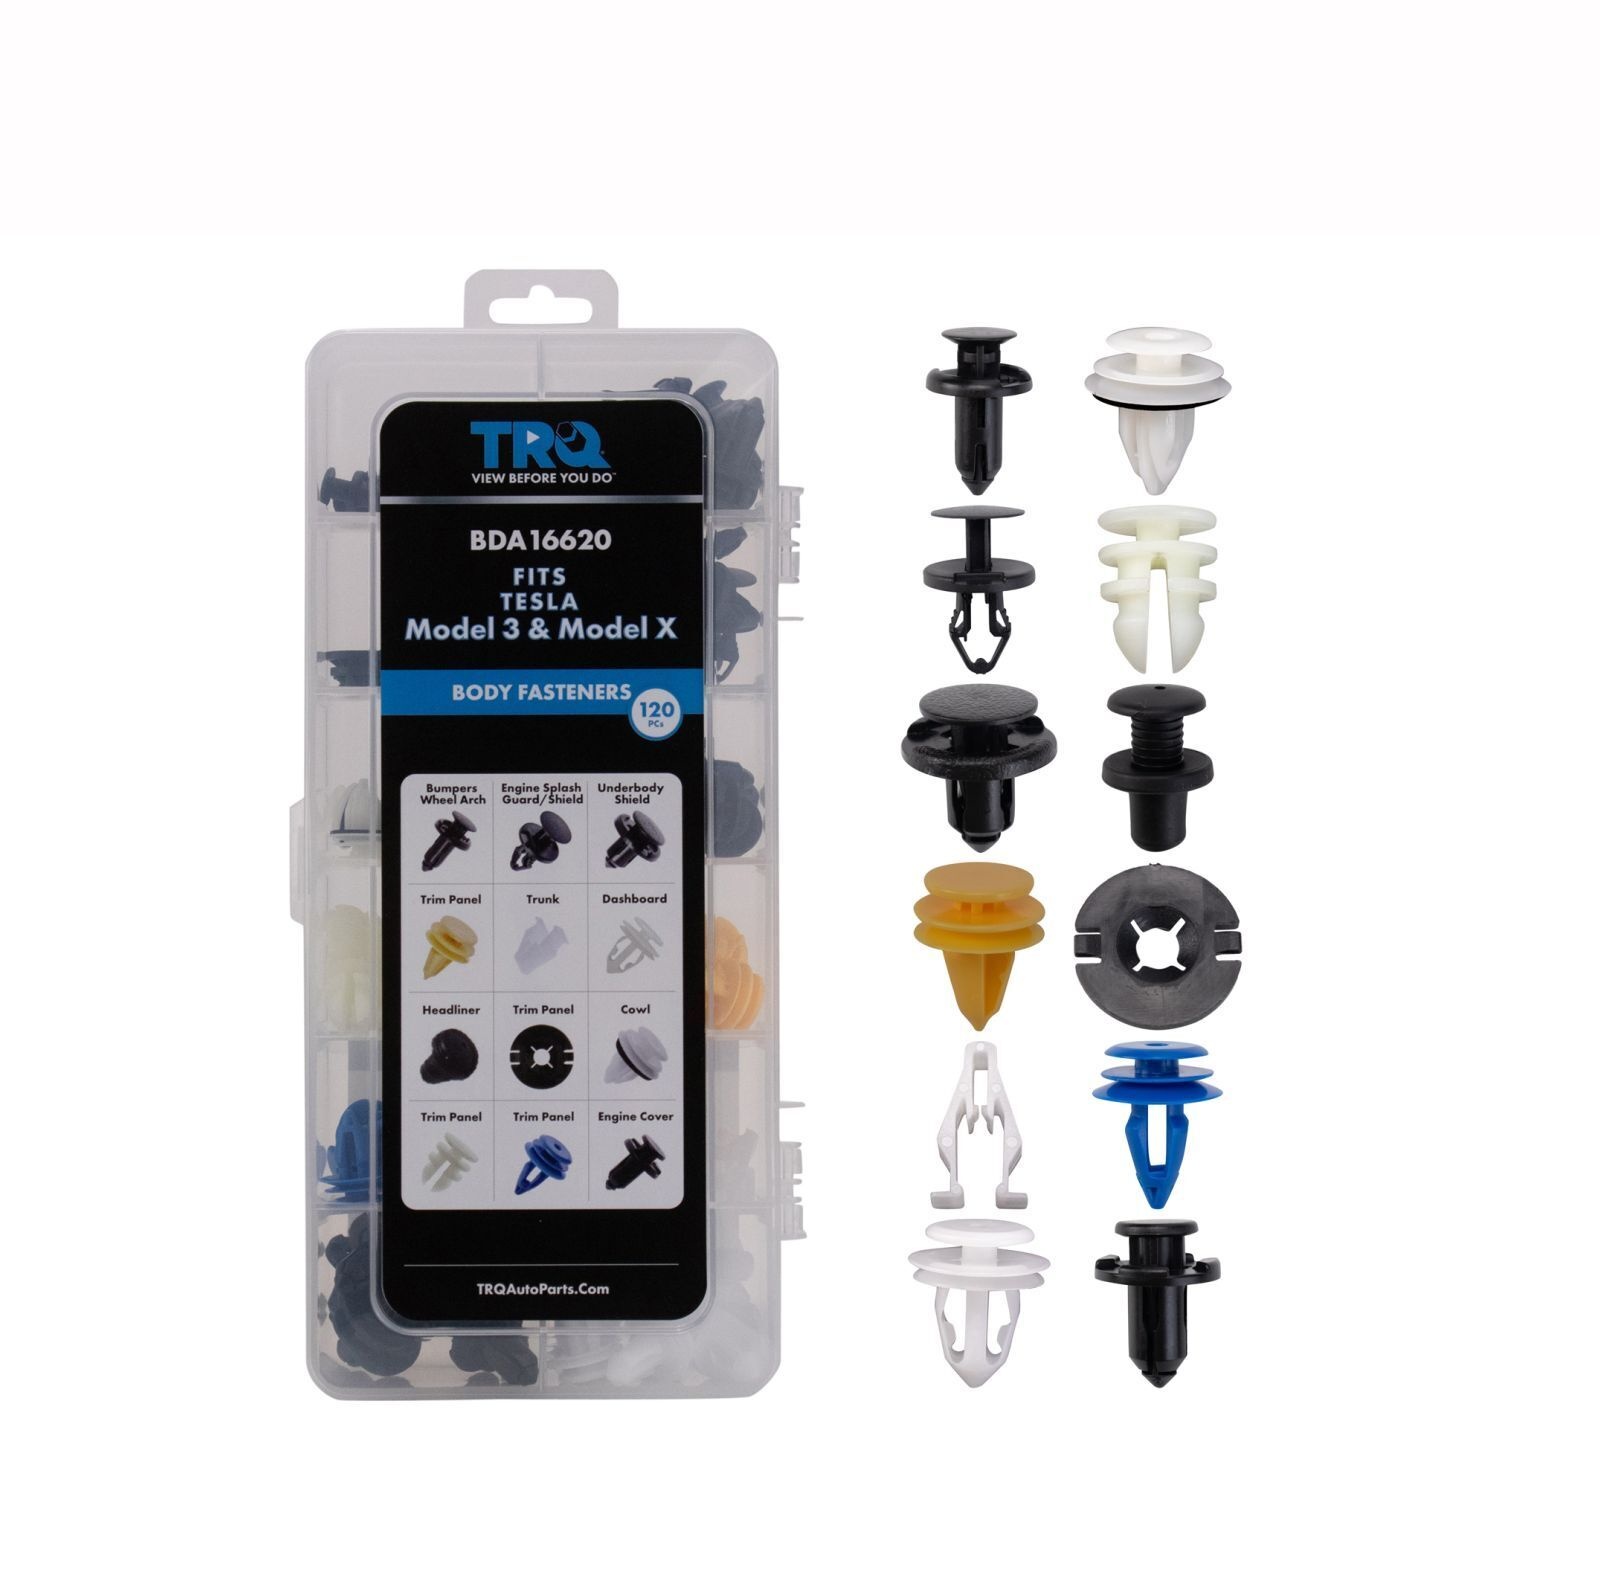 TRQ
VIEW BEFORE YOU DO™
BDA16620
FITS
TESLA
Model 3 & Model X
BODY FASTENERS
120
PCs
Bumpers
Wheel Arch
Engine Splash
Guard/Shield
Underbody
Shield
Trim Panel
Trunk
Dashboard
Headliner
Trim Panel
Cowl
Trim Panel
Trim Panel
Engine Cover
TRQAutoParts.Com